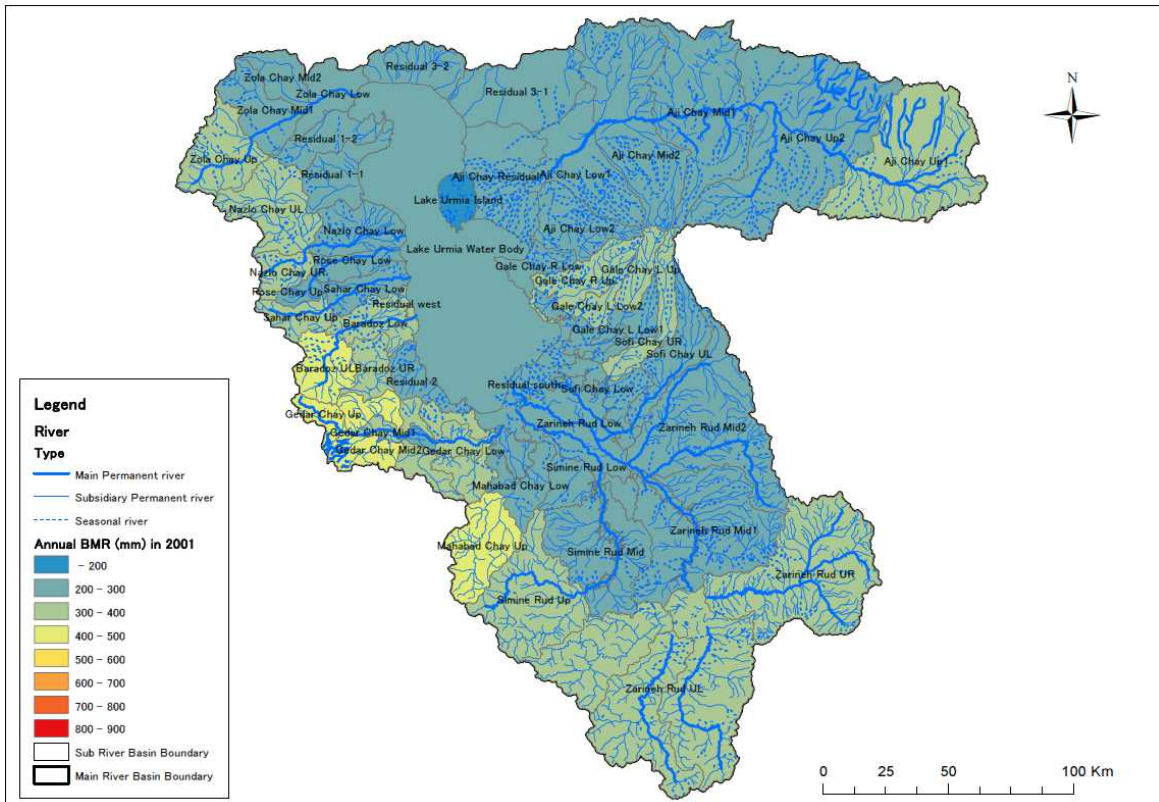 Residual 3-2
Zola Chay Mid2
Zola Chay Low
Residual 3-1
Zola Chay Mid1
Aji Chay Mid1
Residual 1-2
Aji Chay Up2
Zola Chay Up
Aji Chay Mid2
Aji Chay Up1
Residual 1-1
Aji Chay Residual
Aji Chay Low1
Lake Urmia Island
Nazlo Chay UL
Nazlo Chay Low
Aji Chay Low2
Lake Urmia Water Body
Rose Chay Low
Gale Chay R Low
Gale Chay L Up
Nazlo Chay UR
Gale Chay R Up
Rose Chay Up
Sahar Chay Low
Residual west
Gale Chay L Low2
Sahar Chay Up
Baradoz Low
Gale Chay L Low1
Sofi Chay UR
Sofi Chay UL
Baradoz UL
Baradoz UR
Residual 2
Residual south
Sofi Chay Low
Gedar Chay Up
Zarineh Rud Low
Zarineh Rud Mid2
Gedar Chay Mid1
Gedar Chay Mid2
Gedar Chay Low
Simine Rud Low
Mahabad Chay Low
Zarineh Rud Mid1
Mahabad Chay Up
Simine Rud Mid
Zarineh Rud UR
Simine Rud Up
Zarineh Rud UL
N
Legend
River
Type
Main Permanent river
Subsidiary Permanent river
Seasonal river
Annual BMR (mm) in 2001
- 200
200 - 300
300 - 400
400 - 500
500 - 600
600 - 700
700 - 800
800 - 900
Sub River Basin Boundary
Main River Basin Boundary
0 25 50 100 Km